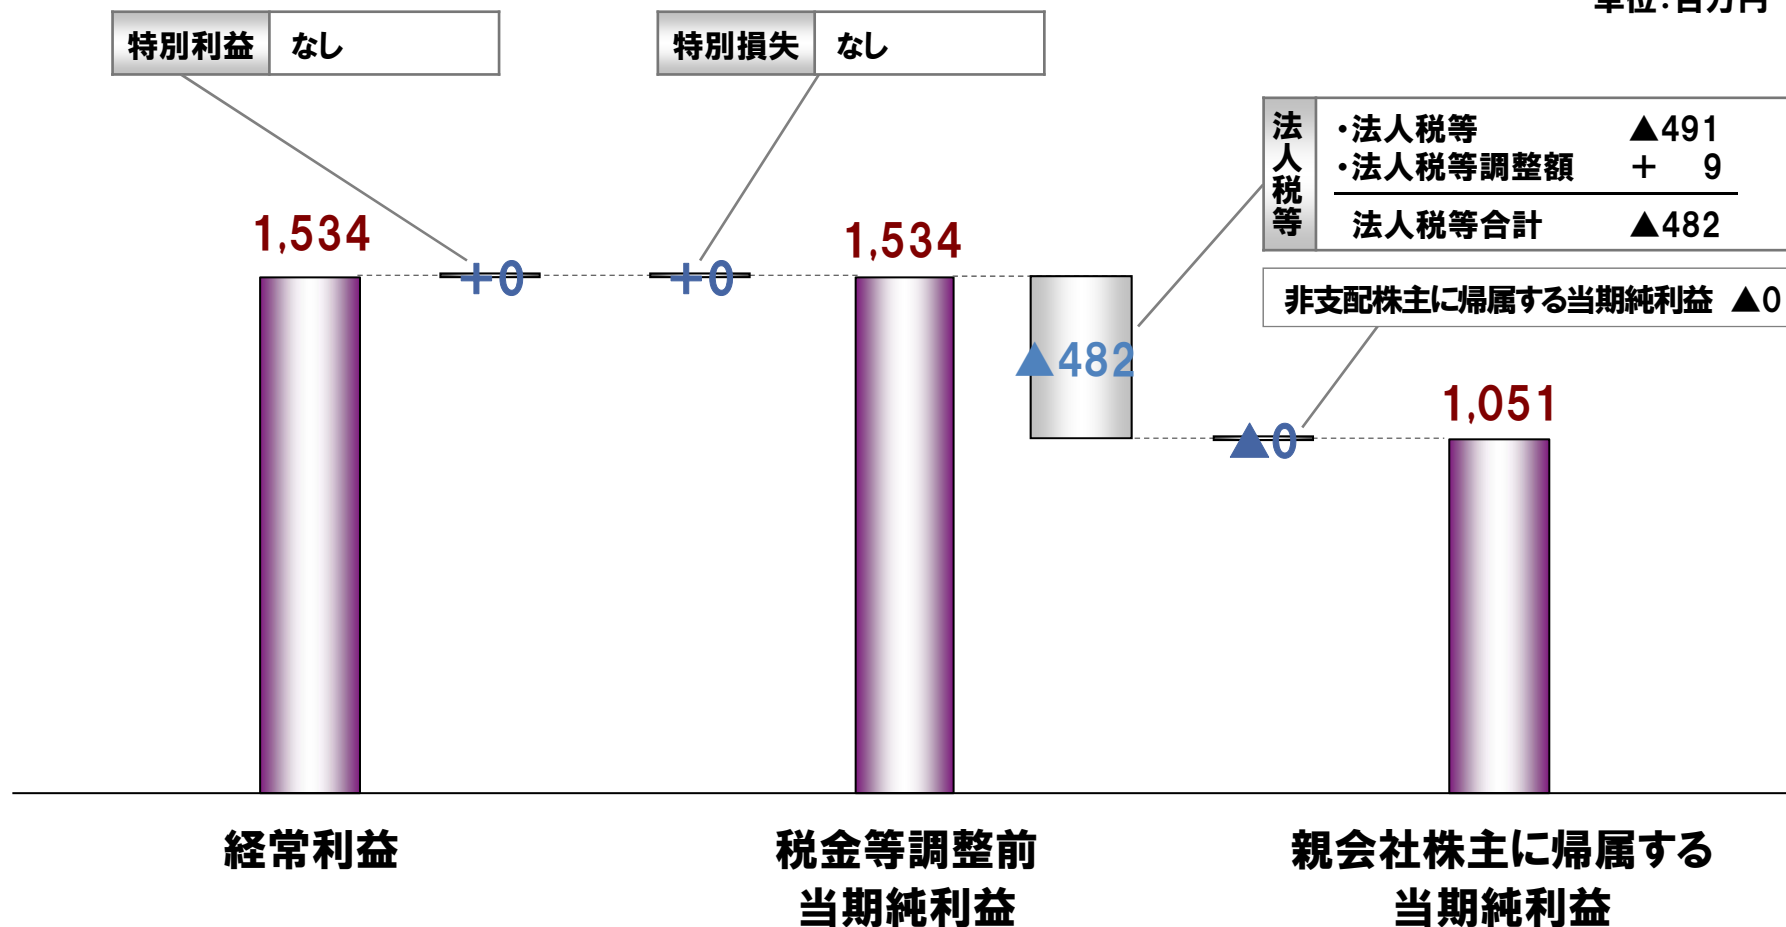 単位：百万円
特別利益 なし
特別損失 なし
法人税等
・法人税等 ▲491
・法人税等調整額 ＋ 9
法人税等合計 ▲482
非支配株主に帰属する当期純利益 ▲0
1,534
＋0
＋0
1,534
▲482
▲0
1,051
経常利益
税金等調整前
当期純利益
親会社株主に帰属する
当期純利益